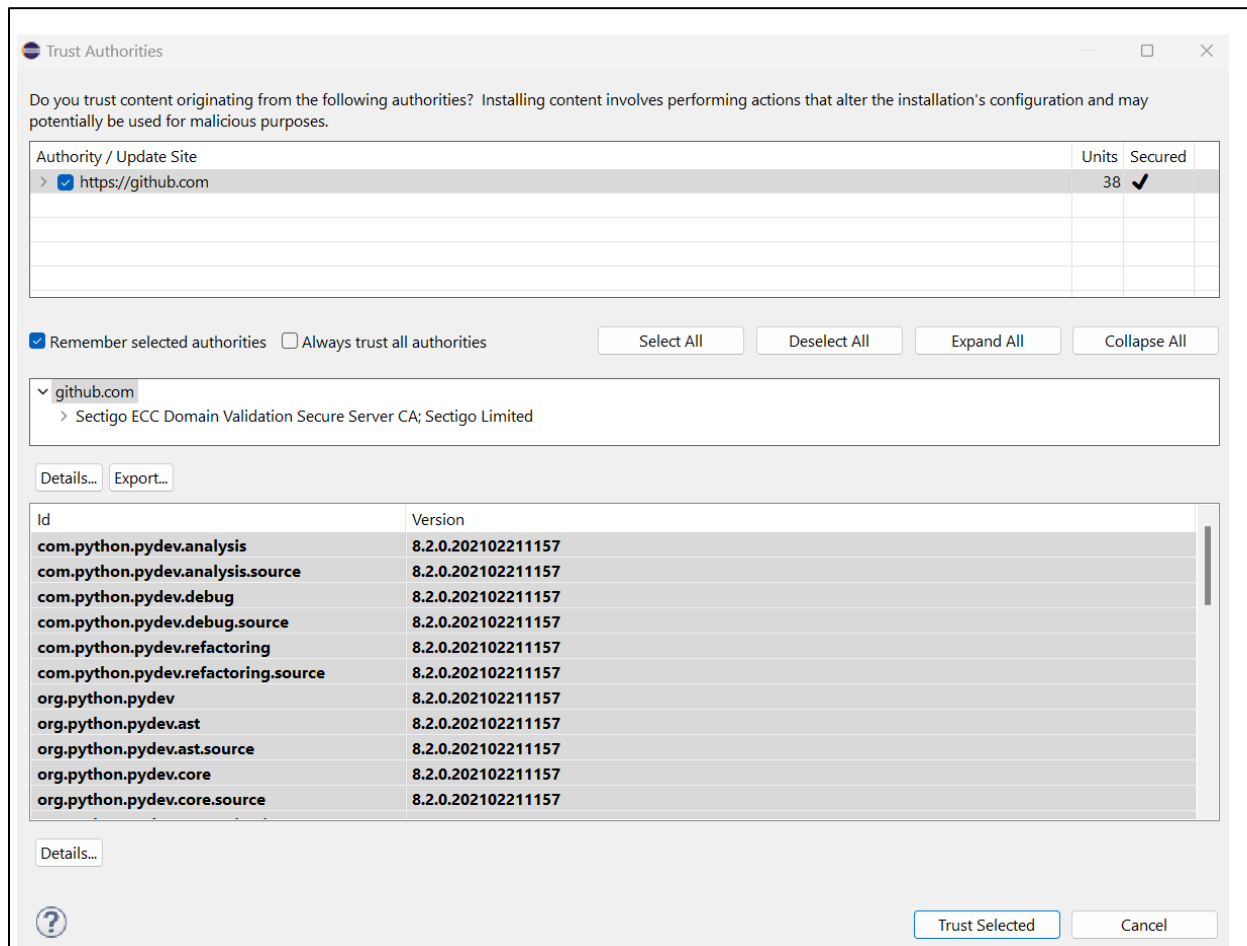 Trust Authorities
Do you trust content originating from the following authorities?  Installing content involves performing actions that alter the installation's configuration and may
potentially be used for malicious purposes.
Authority / Update Site Units Secured
https://github.com 38
Remember selected authorities Always trust all authorities Select All Deselect All Expand All Collapse All
github.com
Sectigo ECC Domain Validation Secure Server CA; Sectigo Limited
Details... Export...
Id Version
com.python.pydev.analysis 8.2.0.202102211157
com.python.pydev.analysis.source 8.2.0.202102211157
com.python.pydev.debug 8.2.0.202102211157
com.python.pydev.debug.source 8.2.0.202102211157
com.python.pydev.refactoring 8.2.0.202102211157
com.python.pydev.refactoring.source 8.2.0.202102211157
org.python.pydev 8.2.0.202102211157
org.python.pydev.ast 8.2.0.202102211157
org.python.pydev.ast.source 8.2.0.202102211157
org.python.pydev.core 8.2.0.202102211157
org.python.pydev.core.source 8.2.0.202102211157
Details...
? Trust Selected Cancel